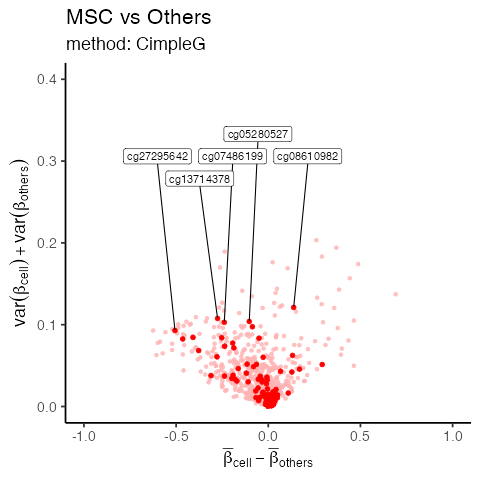 MSC vs Others
method: CimpleG
0.4
0.3
0.2
0.1
0.0
var(βcell) + var(βothers)
cg05280527
cg27295642
cg07486199
cg08610982
cg13714378
-1.0
-0.5
0.0
0.5
1.0
β̅cell − β̅others